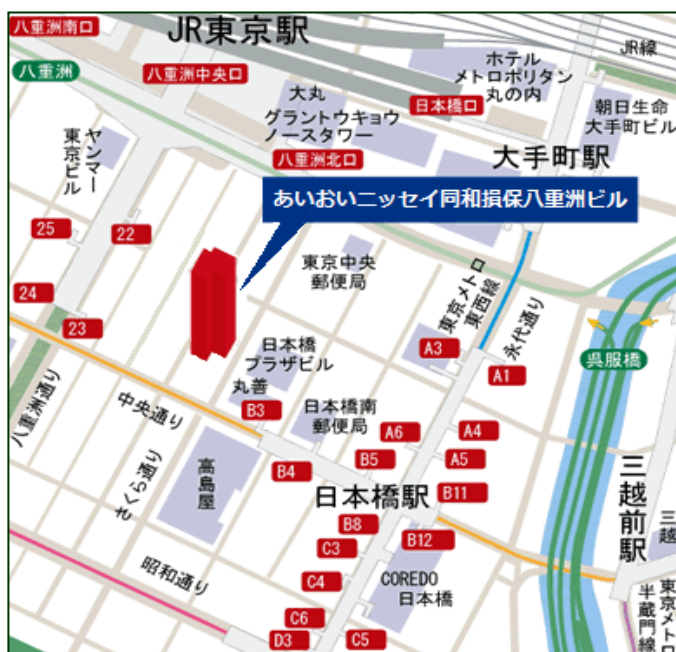 八重洲南口
JR東京駅
JR線
八重洲
八重洲中央口
大丸
グラントウキョウ
ノースタワー
ホテル
メトロポリタン
丸の内
日本橋口
朝日生命
大手町ビル
ヤンマー
東京ビル
八重洲北口
大手町駅
あいおいニッセイ同和損保八重洲ビル
25
22
24
23
東京中央
郵便局
東京メトロ
東西線
永代通り
A3
A1
呉服橋
日本橋
プラザビル
丸善
八重洲通り
中央通り
B3
日本橋南
郵便局
A6
A4
さくら通り
高島屋
B4
B5
A5
三越前駅
日本橋駅
B11
B8
B12
三越
C3
昭和通り
C4
COREDO
日本橋
C6
D3
C5
半蔵門線
東京メトロ